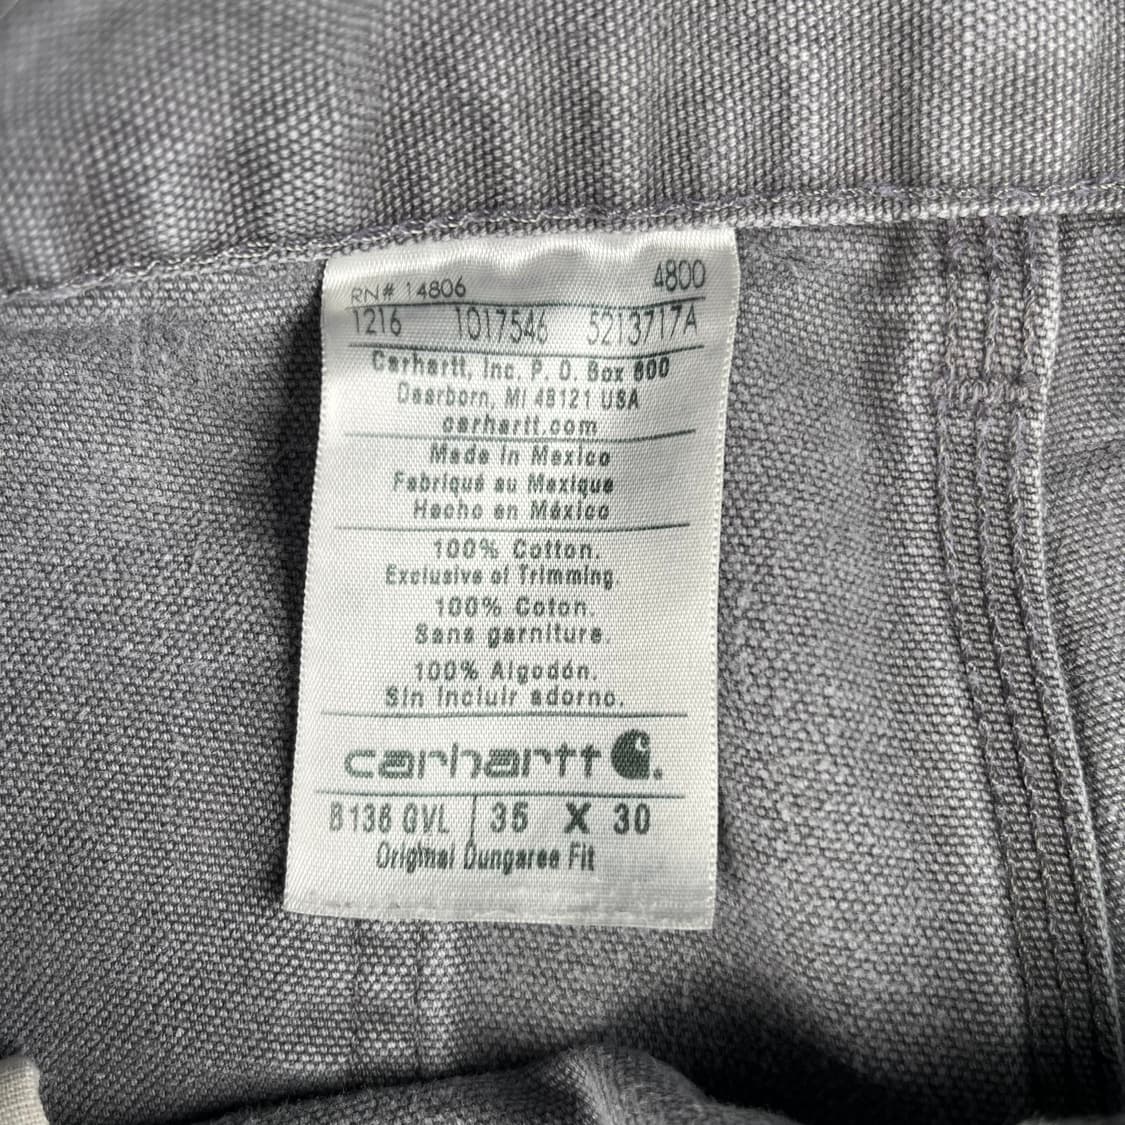 RN# 14806 4800
1216 1017546 5213717A
Carhartt, Inc. P. O. Box 600
Dearborn, MI 48121 USA
carhartt.com
Made in Mexico
Fabriqué au Mexique
Hecho en México
100% Cotton.
Exclusive of Trimming.
100% Coton.
Sans garniture.
100% Algodón.
Sin incluir adorno.
carhartt
B136 GVL 35 X 30
Original Dungaree Fit